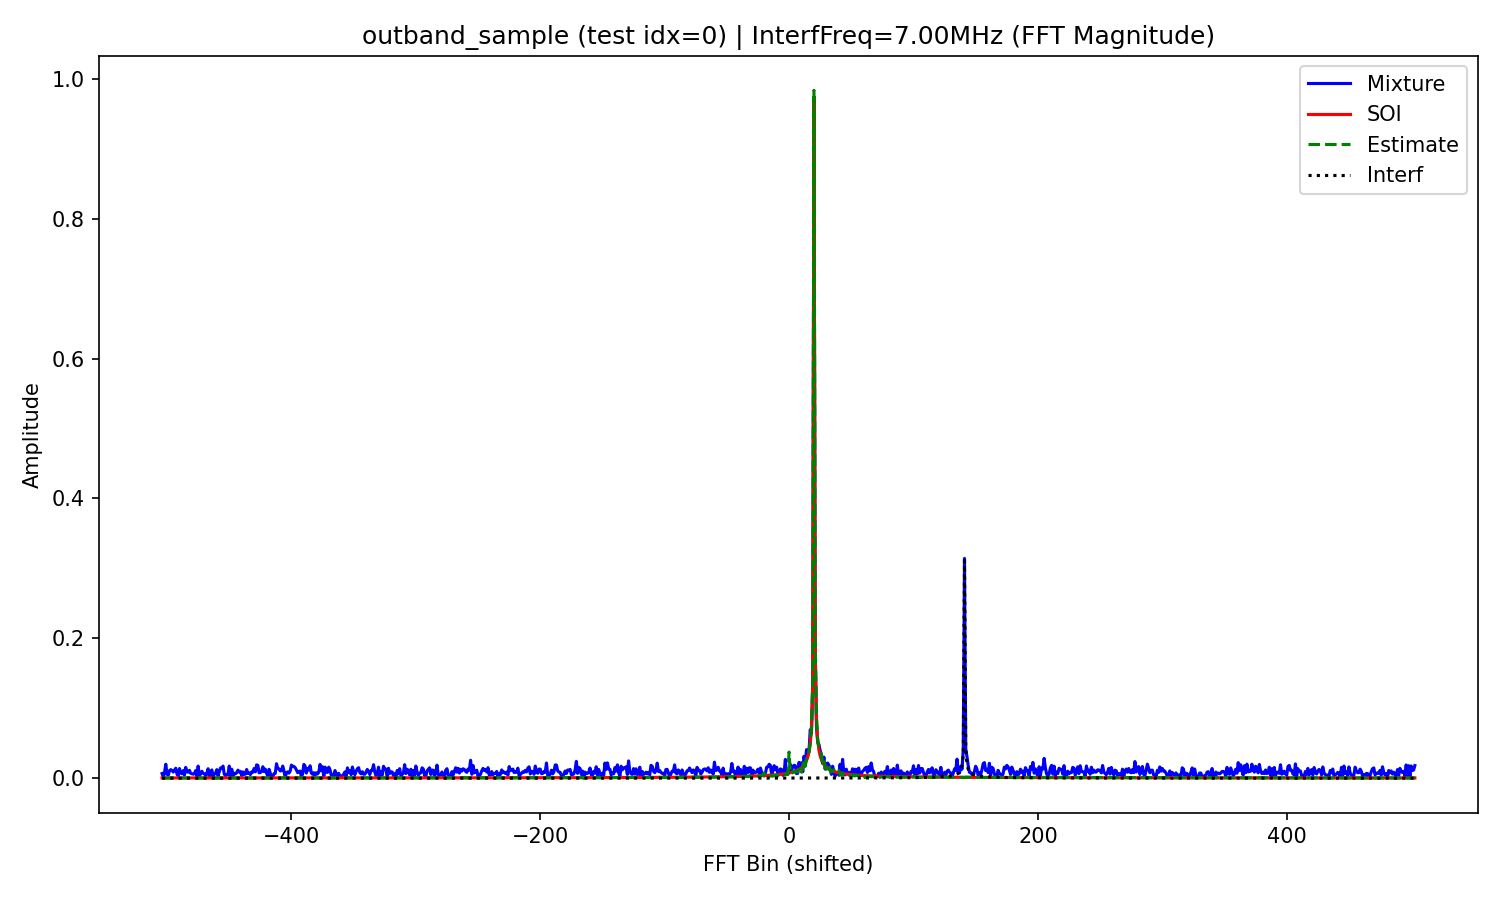 outband_sample (test idx=0) | InterfFreq=7.00MHz (FFT Magnitude)
Mixture
SOI
Estimate
Interf
1.0
0.8
0.6
0.4
0.2
0.0
Amplitude
−400
−200
0
200
400
FFT Bin (shifted)